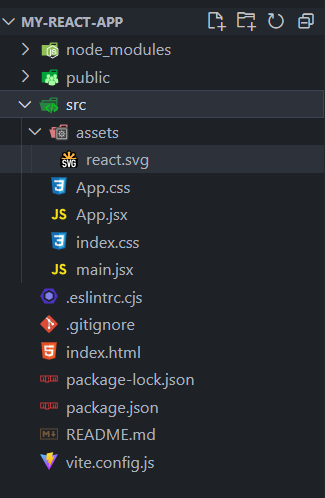 MY-REACT-APP
node_modules
public
src
assets
SVG react.svg
App.css
JS App.jsx
index.css
JS main.jsx
.eslintrc.cjs
.gitignore
index.html
package-lock.json
package.json
README.md
vite.config.js